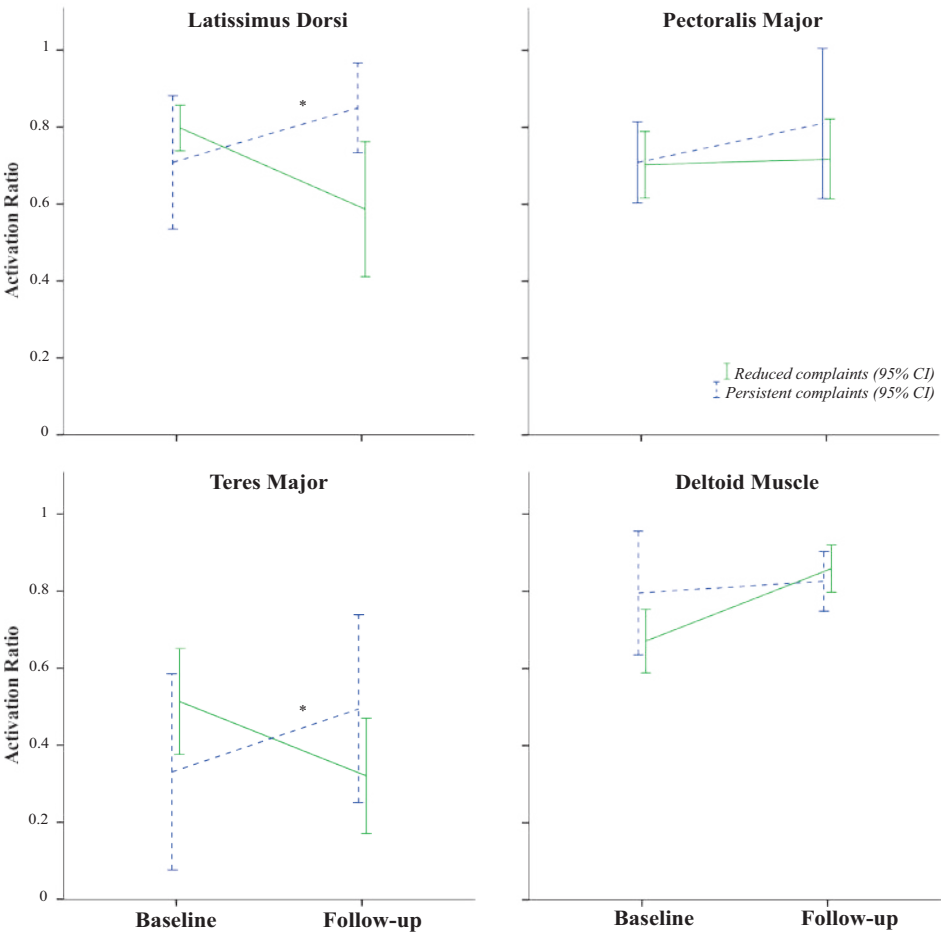 Latissimus Dorsi
Pectoralis Major
Activation Ratio
1
0.8
*
0.6
0.4
0.2
0
Reduced complaints (95% CI)
Persistent complaints (95% CI)
Teres Major
Deltoid Muscle
Activation Ratio
1
0.8
0.6
*
0.4
0.2
0
Baseline
Follow-up
Baseline
Follow-up